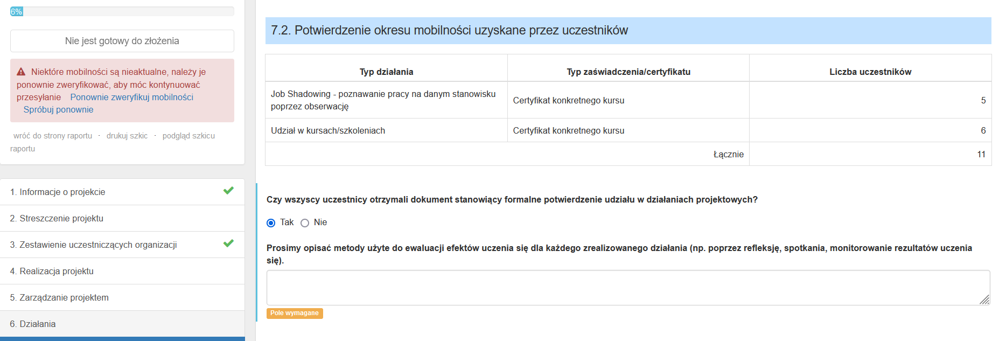 6%
Nie jest gotowy do złożenia
Niektóre mobilności są nieaktualne, należy je
ponownie zweryfikować, aby móc kontynuować
przesyłanie Ponownie zweryfikuj mobilności
Spróbuj ponownie
wróć do strony raportu · drukuj szkic · podgląd szkicu
raportu
1. Informacje o projekcie
2. Streszczenie projektu
3. Zestawienie uczestniczących organizacji
4. Realizacja projektu
5. Zarządzanie projektem
6. Działania
7.2. Potwierdzenie okresu mobilności uzyskane przez uczestników
Typ działania Typ zaświadczenia/certyfikatu Liczba uczestników
Job Shadowing - poznawanie pracy na danym stanowisku
poprzez obserwację Certyfikat konkretnego kursu 5
Udział w kursach/szkoleniach Certyfikat konkretnego kursu 6
Łącznie 11
Czy wszyscy uczestnicy otrzymali dokument stanowiący formalne potwierdzenie udziału w działaniach projektowych?
Tak Nie
Prosimy opisać metody użyte do ewaluacji efektów uczenia się dla każdego zrealizowanego działania (np. poprzez refleksję, spotkania, monitorowanie rezultatów uczenia
się).
Pole wymagane